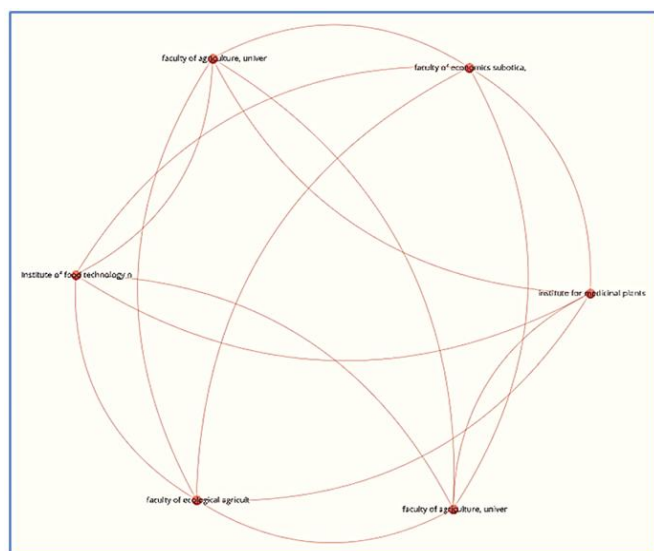 faculty of agriculture, univer
faculty of economics subotica,
institute of food technology n
institute for medicinal plants
faculty of ecological agricult
faculty of agriculture, univer